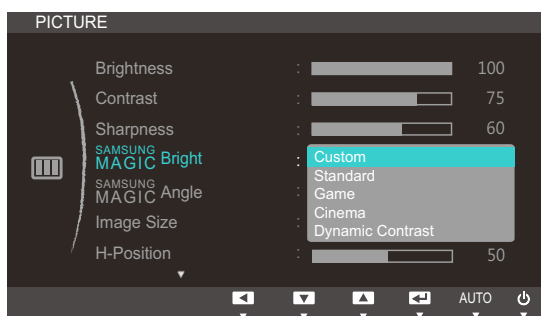 PICTURE
Brightness : 100
Contrast : 75
Sharpness : 60
SAMSUNG MAGIC Bright : Custom
Standard
SAMSUNG MAGIC Angle : Game
Cinema
Image Size : Dynamic Contrast
H-Position : 50
AUTO